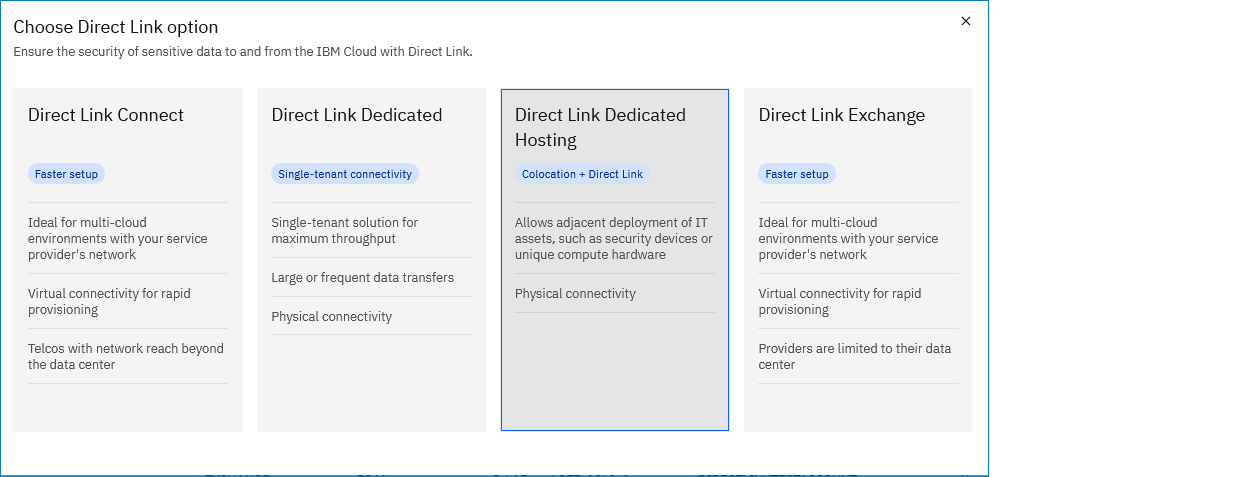 Choose Direct Link option
Ensure the security of sensitive data to and from the IBM Cloud with Direct Link.
Direct Link Connect
Faster setup
Ideal for multi-cloud
environments with your service
provider's network
Virtual connectivity for rapid
provisioning
Telcos with network reach beyond
the data center
Direct Link Dedicated
Single-tenant connectivity
Single-tenant solution for
maximum throughput
Large or frequent data transfers
Physical connectivity
Direct Link Dedicated
Hosting
Colocation + Direct Link
Allows adjacent deployment of IT
assets, such as security devices or
unique compute hardware
Physical connectivity
Direct Link Exchange
Faster setup
Ideal for multi-cloud
environments with your service
provider's network
Virtual connectivity for rapid
provisioning
Providers are limited to their data
center